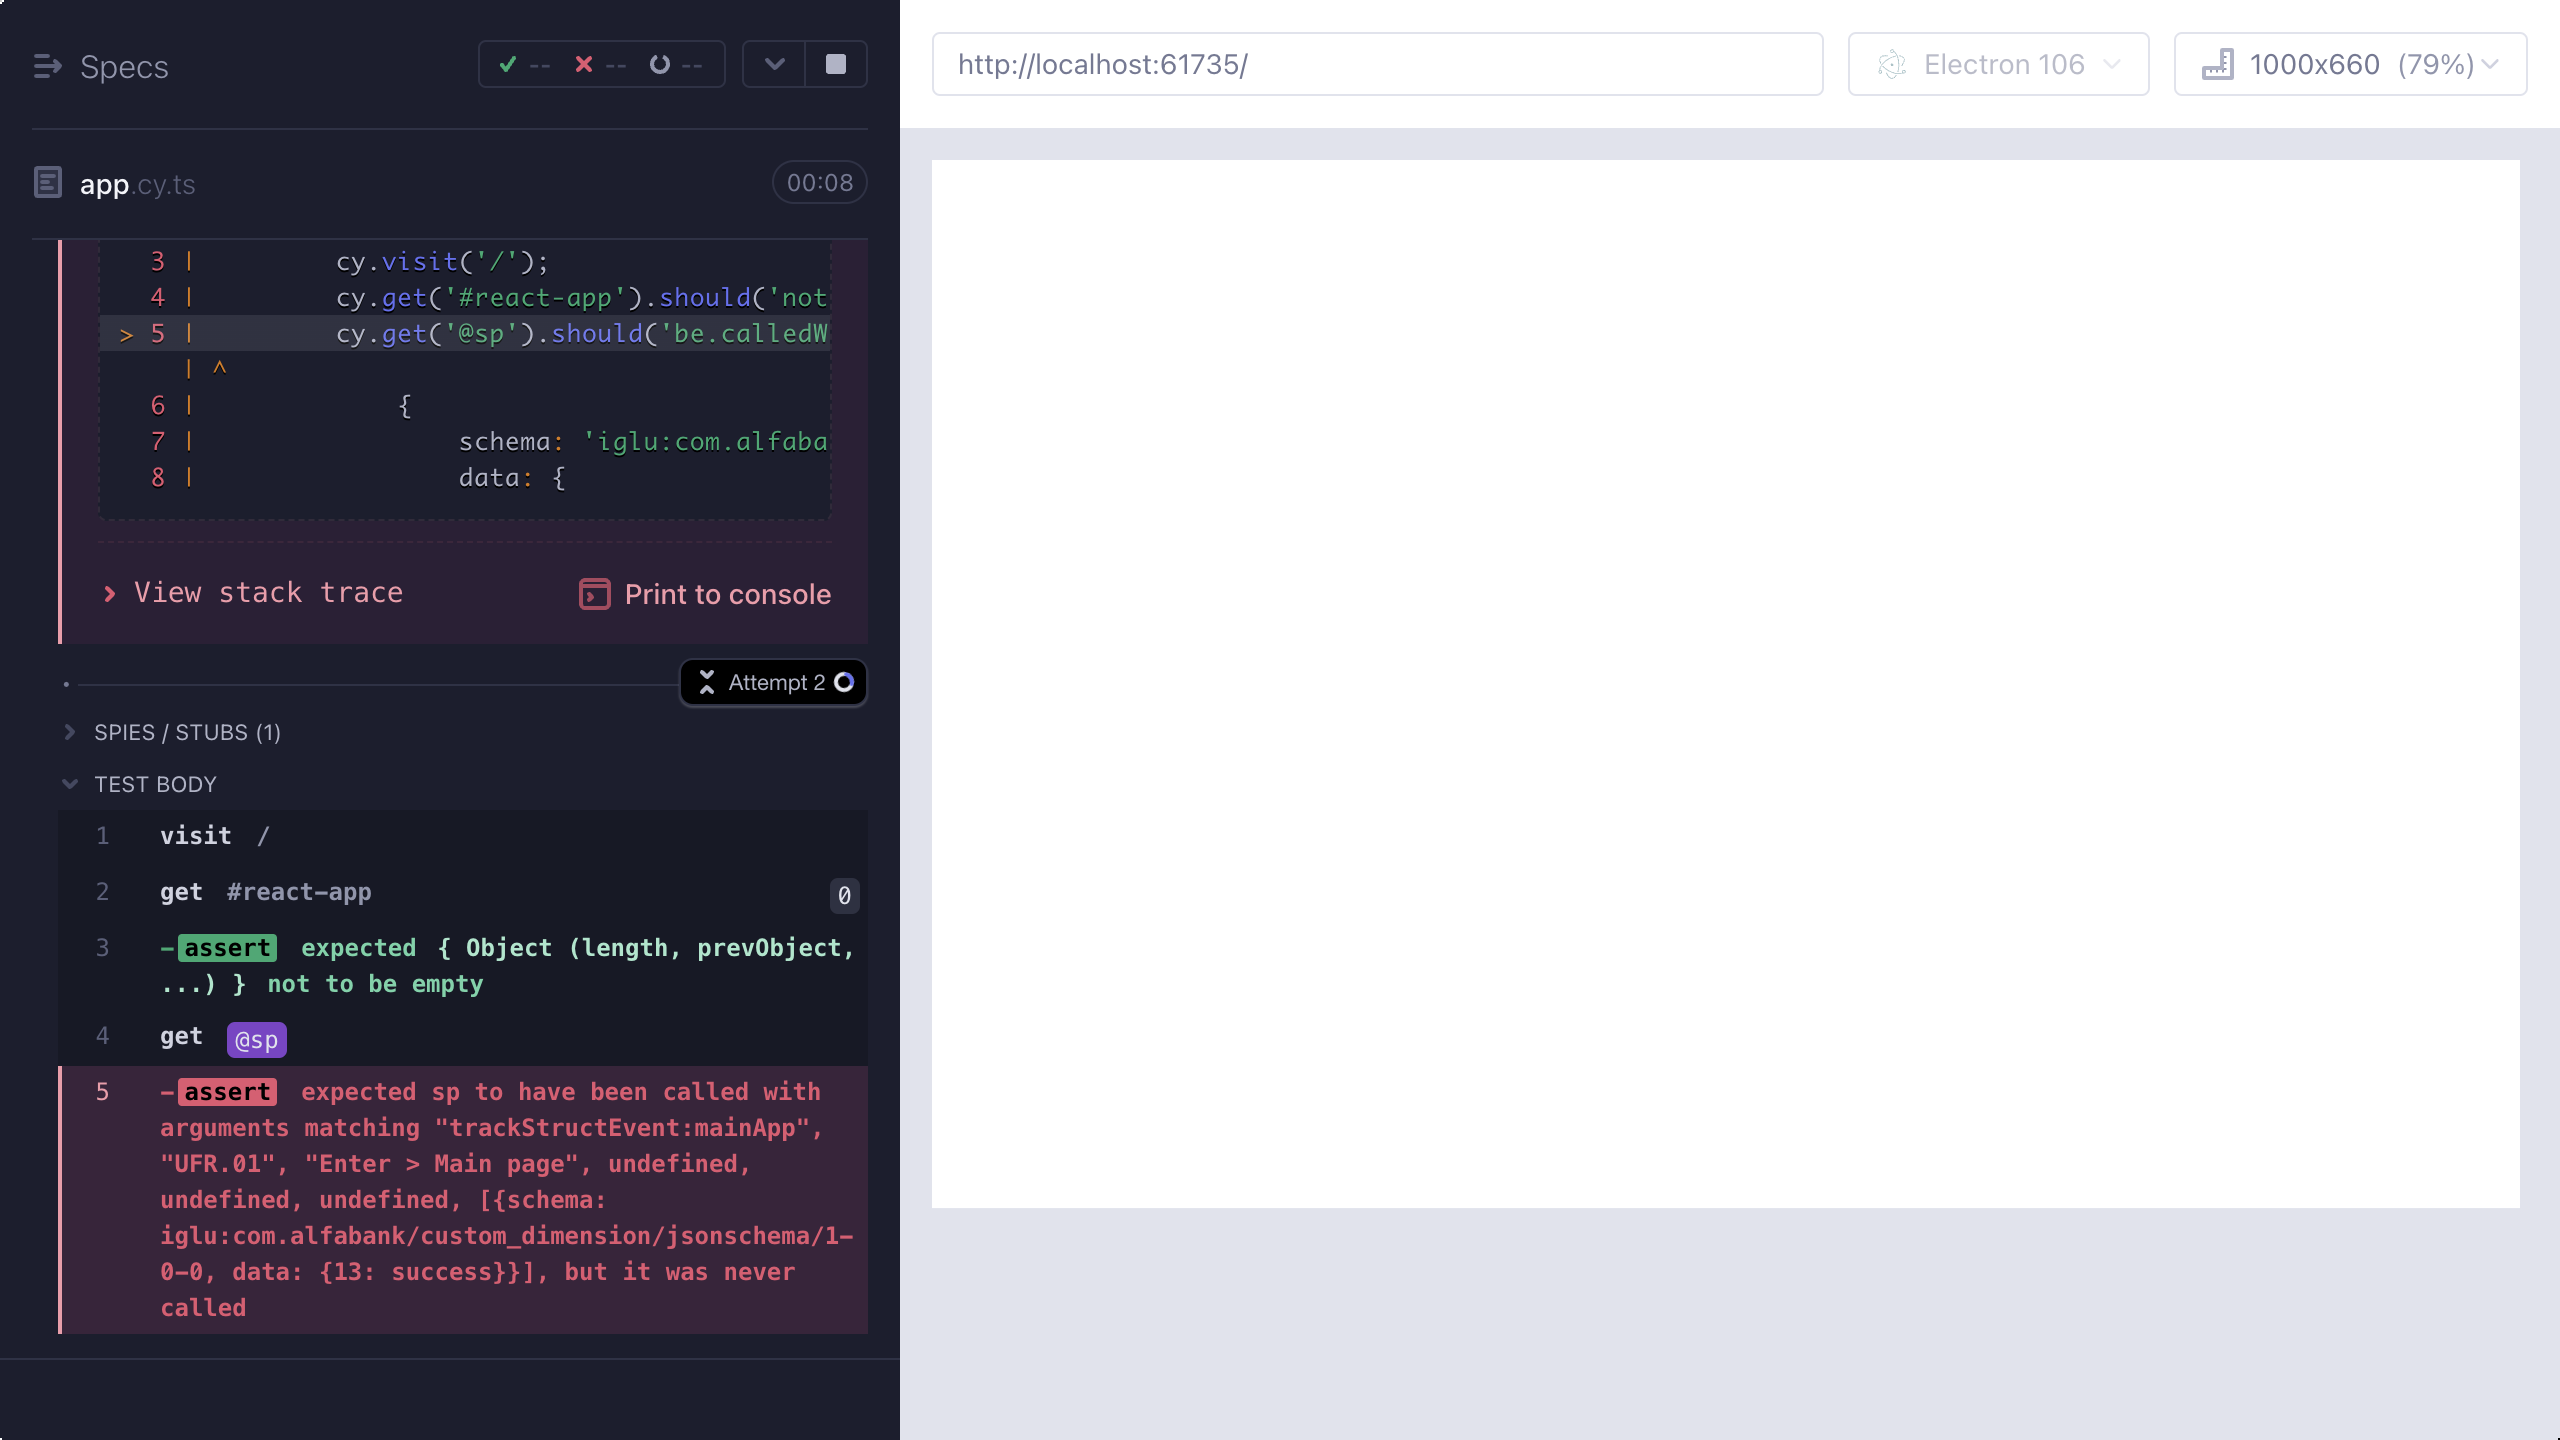 Specs
-- -- --
app.cy.ts
00:08
3 | cy.visit('/');
4 | cy.get('#react-app').should('not
> 5 | cy.get('@sp').should('be.calledW
| ^
6 | {
7 | schema: 'iglu:com.alfaba
8 | data: {
View stack trace
Print to console
Attempt 2
SPIES / STUBS (1)
TEST BODY
1 visit /
2 get #react-app 0
3 -assert expected { Object (length, prevObject,
...) } not to be empty
4 get @sp
5 -assert expected sp to have been called with
arguments matching "trackStructEvent:mainApp",
"UFR.01", "Enter > Main page", undefined,
undefined, undefined, [{schema:
iglu:com.alfabank/custom_dimension/jsonschema/1-
0-0, data: {13: success}}], but it was never
called
http://localhost:61735/
Electron 106
1000x660 (79%)